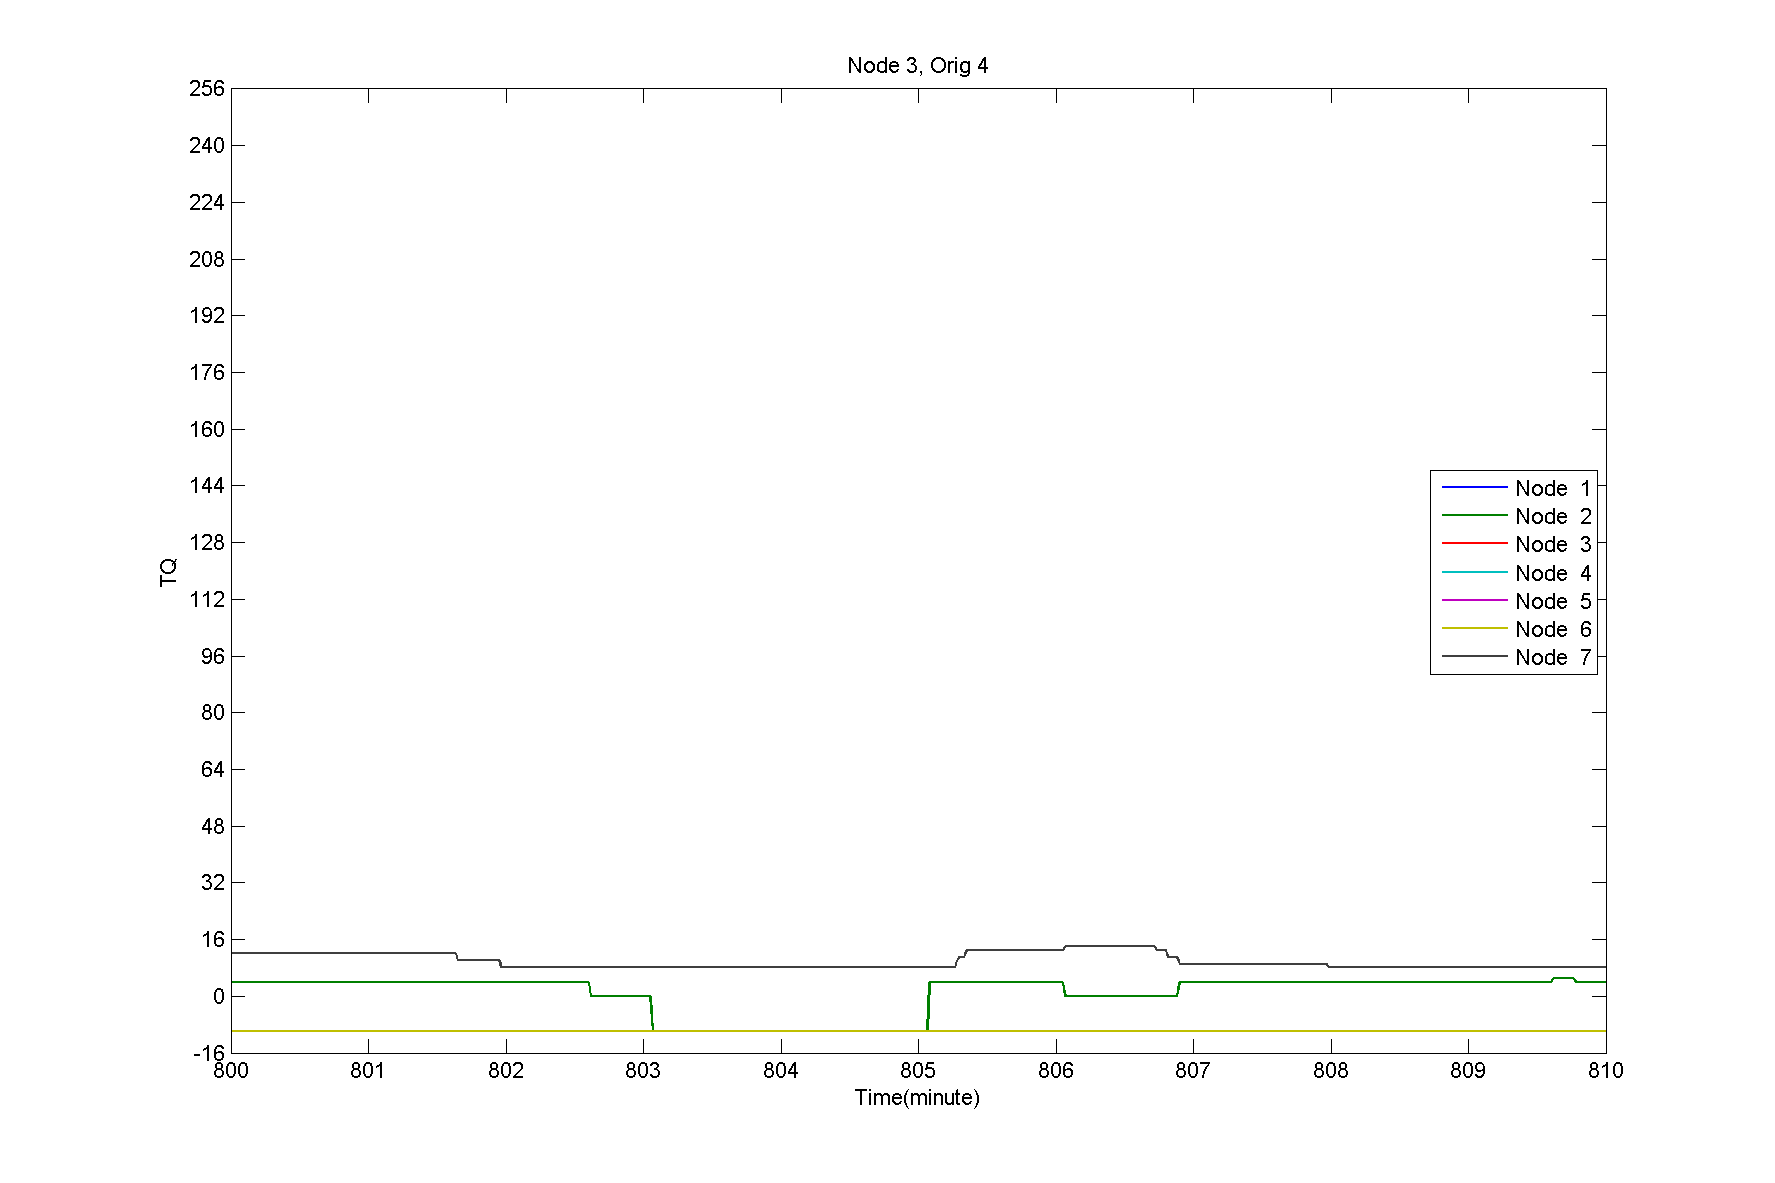 Node 3, Orig 4
256
240
224
208
192
176
160
144
128
112
96
80
64
48
32
16
0
-16
TQ
Node 1
Node 2
Node 3
Node 4
Node 5
Node 6
Node 7
800 801 802 803 804 805 806 807 808 809 810
Time(minute)